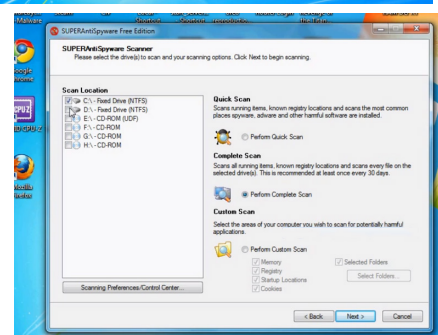 Malware
SUPERAntiSpyware Free Edition
SUPERAntiSpyware Scanner
Please select the drive(s) to scan and your scanning options. Click Next to begin scanning.
Scan Location
C:\ - Fixed Drive (NTFS)
D:\ - Fixed Drive (NTFS)
E:\ - CD-ROM (UDF)
F:\ - CD-ROM
G:\ - CD-ROM
H:\ - CD-ROM
Scanning Preferences/Control Center...
Quick Scan
Scans running items, known registry locations and scans the most common
places spyware, adware and other harmful software are installed.
Perform Quick Scan
Complete Scan
Scans all running items, known registry locations and scans every file on the
selected drive(s). This is recommended at least once every 30 days.
Perform Complete Scan
Custom Scan
Select the areas of your computer you wish to scan for potentially harmful
applications.
Perform Custom Scan
Memory
Registry
Startup Locations
Cookies
Selected Folders
Select Folders...
< Back
Next >
Cancel